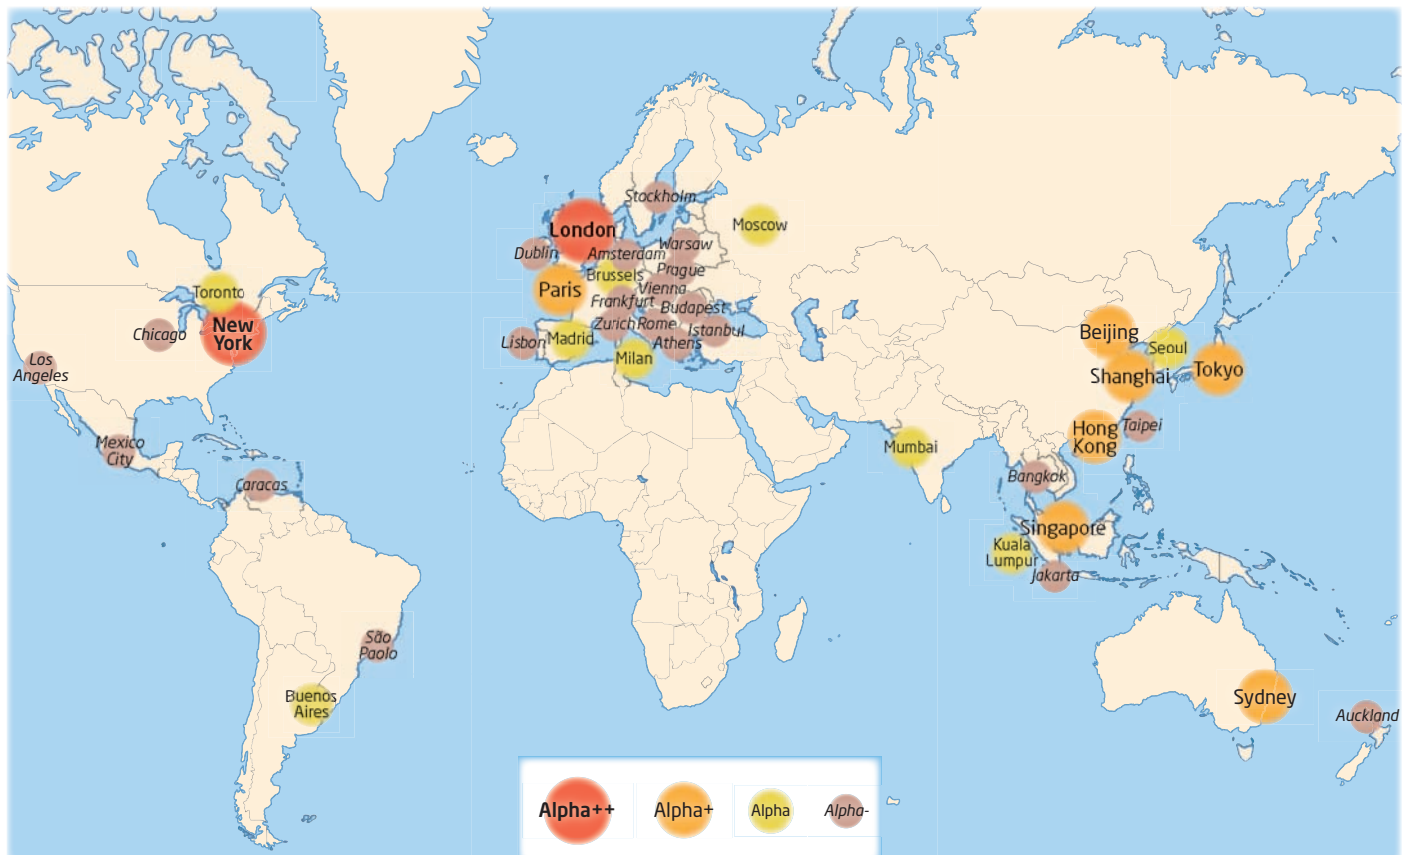 Stockholm
London
Moscow
Dublin
Amsterdam
Warsaw
Brussels
Prague
Paris
Vienna
Toronto
Frankfurt
Budapest
New
York
Chicago
Zurich
Rome
Istanbul
Lisbon
Madrid
Athens
Milan
Los
Angeles
Beijing
Seoul
Shanghai
Tokyo
Mexico
City
Mumbai
Hong
Kong
Taipei
Caracas
Bangkok
Singapore
Kuala
Lumpur
Jakarta
São
Paolo
Buenos
Aires
Sydney
Auckland
Alpha++
Alpha+
Alpha
Alpha-